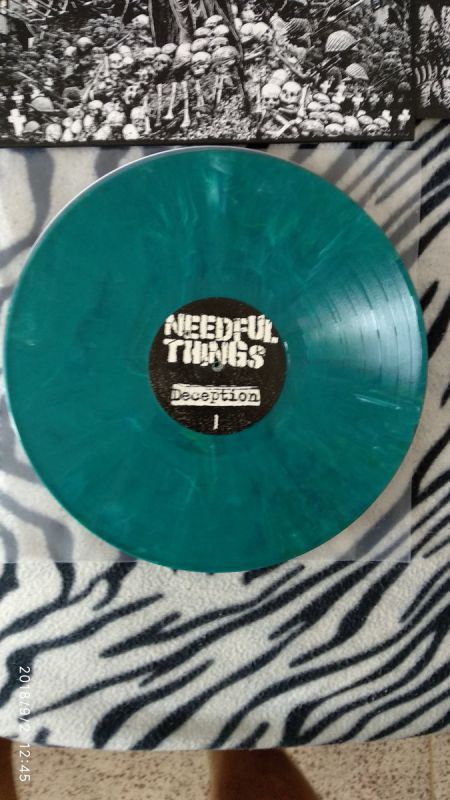 NEEDFUL
THINGS
Deception
1
2018/9/2 12:45